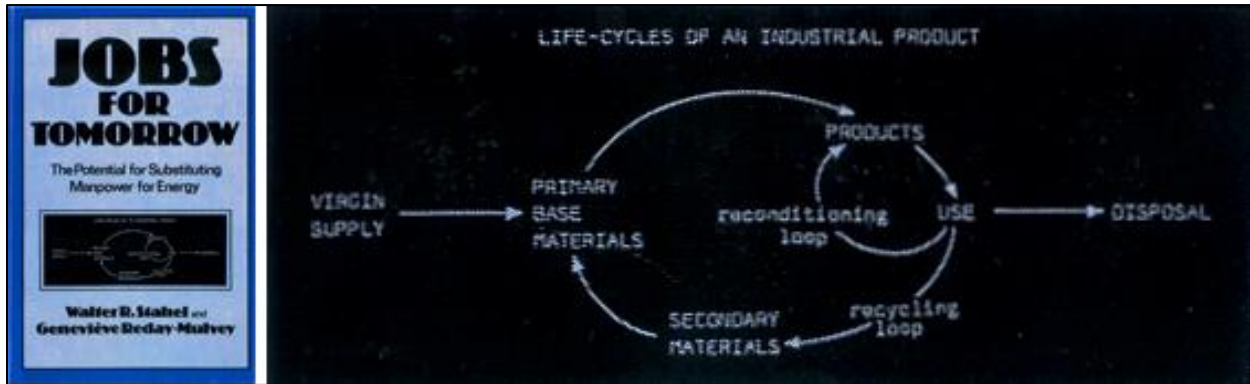 JOBS
FOR
TOMORROW
The Potential for Substituting
Manpower for Energy
Walter R. Stahel and
Geneviève Reday-Mulvey
LIFE-CYCLES OF AN INDUSTRIAL PRODUCT
PRODUCTS
VIRGIN
SUPPLY
PRIMARY
BASE
MATERIALS
reconditioning
loop
USE
DISPOSAL
SECONDARY
MATERIALS
recycling
loop